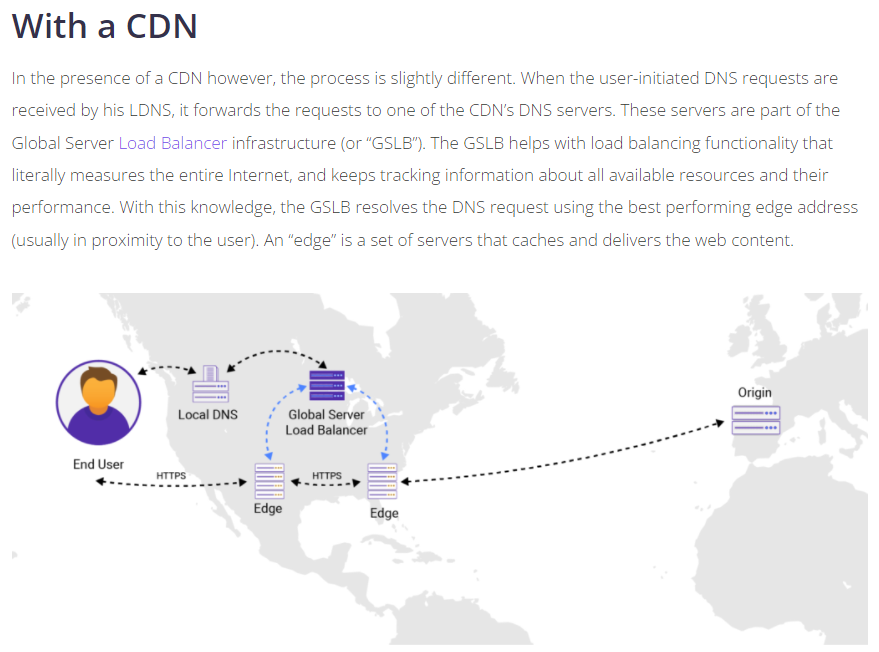 With a CDN
In the presence of a CDN however, the process is slightly different. When the user-initiated DNS requests are
received by his LDNS, it forwards the requests to one of the CDN’s DNS servers. These servers are part of the
Global Server Load Balancer infrastructure (or “GSLB”). The GSLB helps with load balancing functionality that
literally measures the entire Internet, and keeps tracking information about all available resources and their
performance. With this knowledge, the GSLB resolves the DNS request using the best performing edge address
(usually in proximity to the user). An “edge” is a set of servers that caches and delivers the web content.
Origin
Local DNS
Global Server
Load Balancer
End User
HTTPS
HTTPS
Edge
Edge